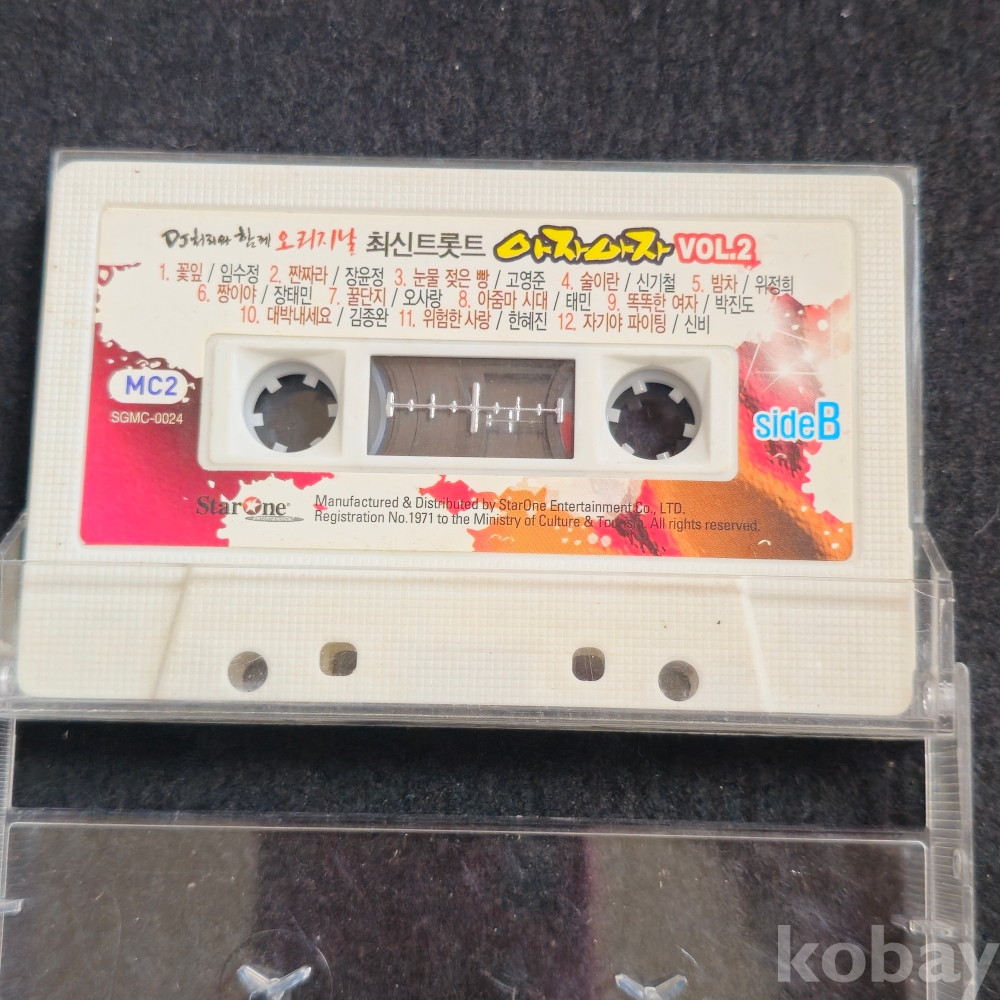 DJ처리와 함께 오리지날 최신트롯트 아자아자 VOL.2
1. 꽃잎 / 임수정 2. 짠짜라 / 장윤정 3. 눈물 젖은 빵 / 고영준 4. 술이란 / 신기철 5. 밤차 / 위정희
6. 짱이야 / 장태민 7. 꿀단지 / 오사랑 8. 아줌마 시대 / 태민 9. 똑똑한 여자 / 박진도
10. 대박내세요 / 김종완 11. 위험한 사랑 / 한혜진 12. 자기야 파이팅 / 신비
MC2
SGMC-0024
sideB
StarOne
Manufactured & Distributed by StarOne Entertainment Co., LTD.
Registration No.1971 to the Ministry of Culture & Tourism. All rights reserved.
kobay